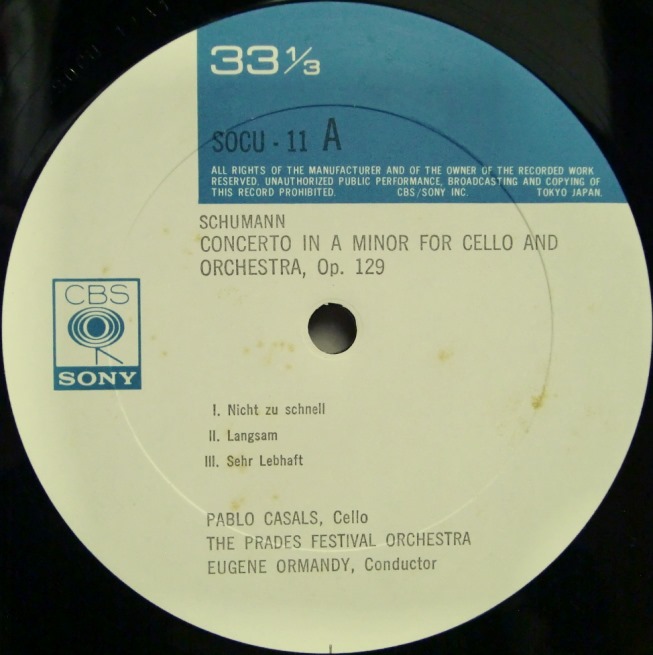 33 1/3
SOCU - 11 A
ALL RIGHTS OF THE MANUFACTURER AND OF THE OWNER OF THE RECORDED WORK
RESERVED. UNAUTHORIZED PUBLIC PERFORMANCE, BROADCASTING AND COPYING OF
THIS RECORD PROHIBITED. CBS/SONY INC. TOKYO JAPAN.
SCHUMANN
CONCERTO IN A MINOR FOR CELLO AND
ORCHESTRA, Op. 129
CBS
SONY
I. Nicht zu schnell
II. Langsam
III. Sehr Lebhaft
PABLO CASALS, Cello
THE PRADES FESTIVAL ORCHESTRA
EUGENE ORMANDY, Conductor